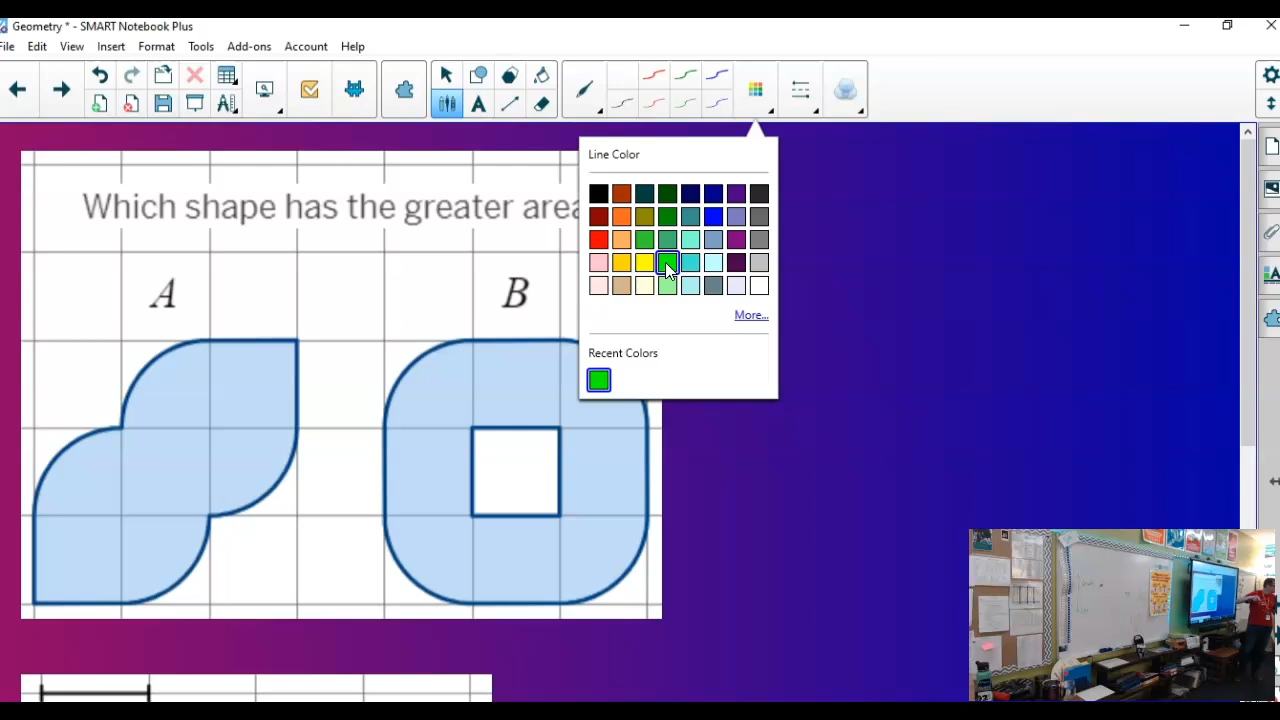 Geometry * - SMART Notebook Plus
File Edit View Insert Format Tools Add-ons Account Help
Line Color
Which shape has the greater area
A B
More...
Recent Colors